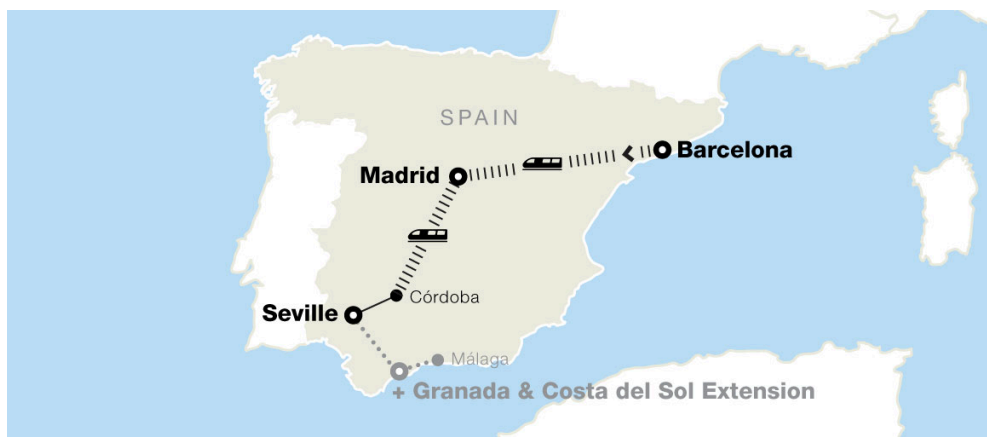 SPAIN
Barcelona
Madrid
Córdoba
Seville
Málaga
+ Granada & Costa del Sol Extension